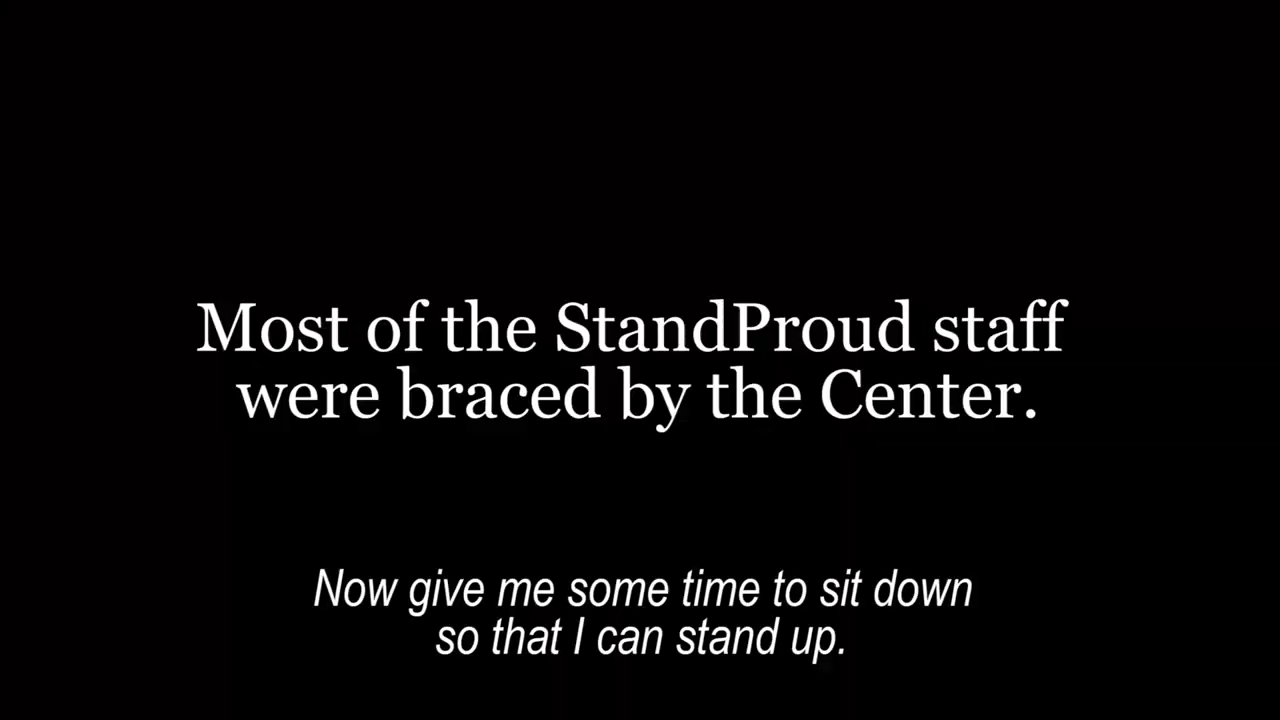 Most of the StandProud staff
were braced by the Center.
Now give me some time to sit down
so that I can stand up.